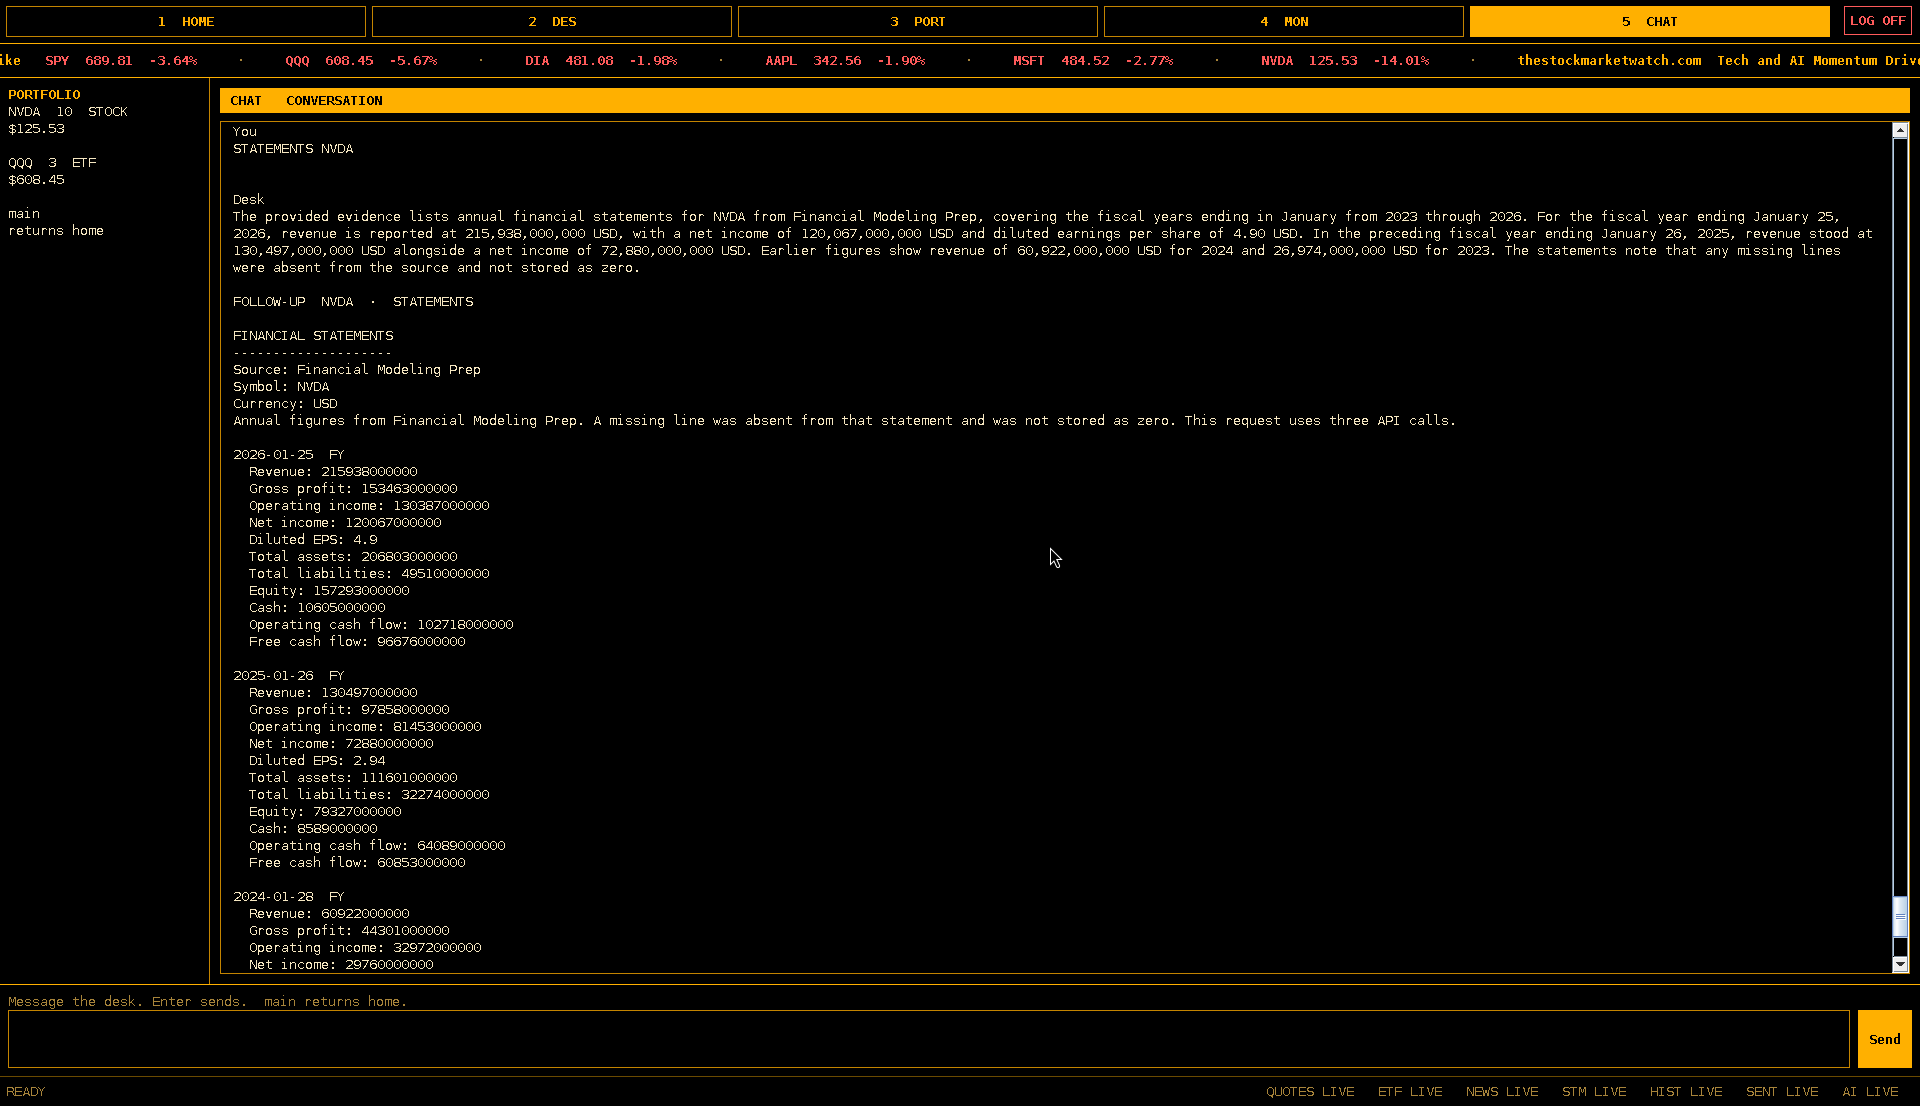 1 HOME
2 DES
3 PORT
4 MON
5 CHAT
LOG OFF
ike SPY 689.81 -3.64% · QQQ 608.45 -5.67% · DIA 481.08 -1.98% · AAPL 342.56 -1.90% · MSFT 484.52 -2.77% · NVDA 125.53 -14.01% · thestockmarketwatch.com Tech and AI Momentum Drive
PORTFOLIO
NVDA 10 STOCK
$125.53
QQQ 3 ETF
$608.45
main
returns home
CHAT CONVERSATION
You
STATEMENTS NVDA
Desk
The provided evidence lists annual financial statements for NVDA from Financial Modeling Prep, covering the fiscal years ending in January from 2023 through 2026. For the fiscal year ending January 25,
2026, revenue is reported at 215,938,000,000 USD, with a net income of 120,067,000,000 USD and diluted earnings per share of 4.90 USD. In the preceding fiscal year ending January 26, 2025, revenue stood at
130,497,000,000 USD alongside a net income of 72,880,000,000 USD. Earlier figures show revenue of 60,922,000,000 USD for 2024 and 26,974,000,000 USD for 2023. The statements note that any missing lines
were absent from the source and not stored as zero.
FOLLOW-UP NVDA · STATEMENTS
FINANCIAL STATEMENTS
--------------------
Source: Financial Modeling Prep
Symbol: NVDA
Currency: USD
Annual figures from Financial Modeling Prep. A missing line was absent from that statement and was not stored as zero. This request uses three API calls.
2026-01-25 FY
Revenue: 215938000000
Gross profit: 153463000000
Operating income: 130387000000
Net income: 120067000000
Diluted EPS: 4.9
Total assets: 206803000000
Total liabilities: 49510000000
Equity: 157293000000
Cash: 10605000000
Operating cash flow: 102718000000
Free cash flow: 96676000000
2025-01-26 FY
Revenue: 130497000000
Gross profit: 97858000000
Operating income: 81453000000
Net income: 72880000000
Diluted EPS: 2.94
Total assets: 111601000000
Total liabilities: 32274000000
Equity: 79327000000
Cash: 8589000000
Operating cash flow: 64089000000
Free cash flow: 60853000000
2024-01-28 FY
Revenue: 60922000000
Gross profit: 44301000000
Operating income: 32972000000
Net income: 29760000000
Message the desk. Enter sends. main returns home.
Send
READY
QUOTES LIVE ETF LIVE NEWS LIVE STM LIVE HIST LIVE SENT LIVE AI LIVE